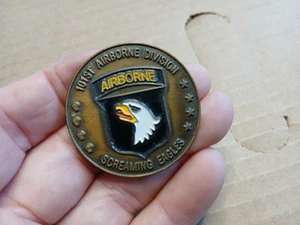 101ST AIRBORNE DIVISION
AIRBORNE
SCREAMING EAGLES